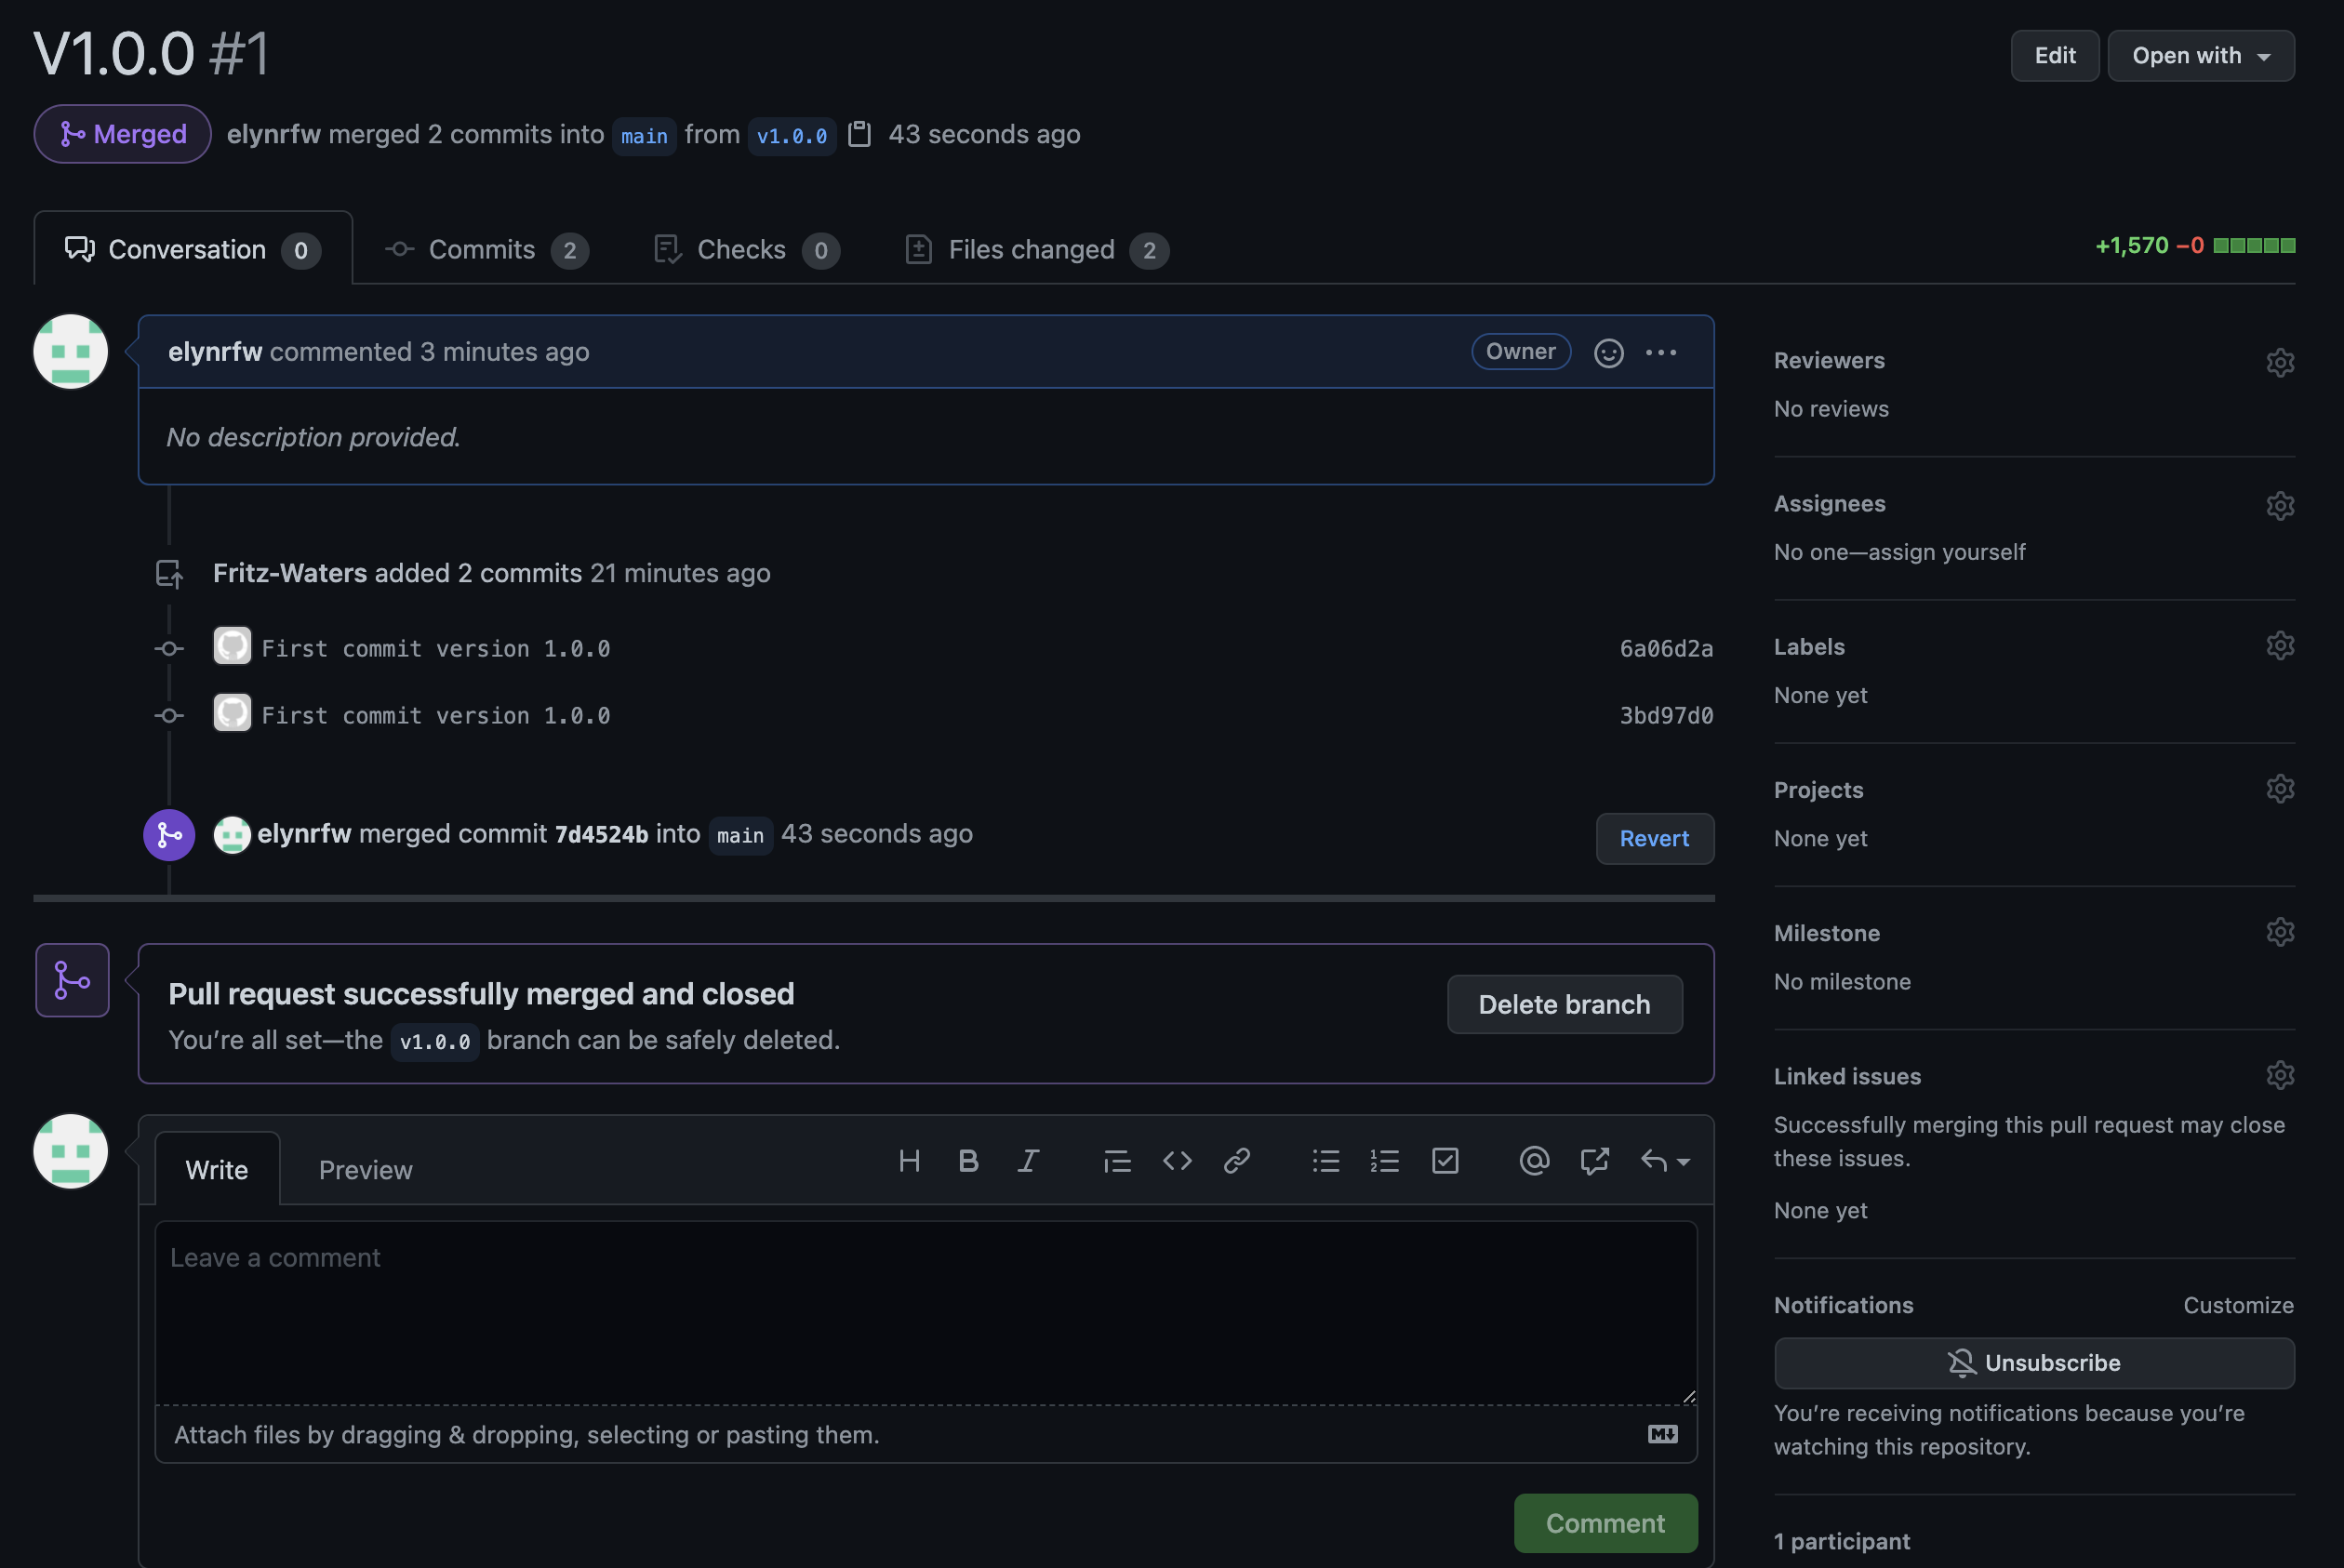 V1.0.0 #1
Edit
Open with
Merged
elynrfw merged 2 commits into main from v1.0.0 43 seconds ago
Conversation 0
Commits 2
Checks 0
Files changed 2
+1,570 −0
elynrfw commented 3 minutes ago
Owner
No description provided.
Fritz-Waters added 2 commits 21 minutes ago
First commit version 1.0.0
6a06d2a
First commit version 1.0.0
3bd97d0
elynrfw merged commit 7d4524b into main 43 seconds ago
Revert
Pull request successfully merged and closed
You’re all set—the v1.0.0 branch can be safely deleted.
Delete branch
Write
Preview
Leave a comment
Attach files by dragging & dropping, selecting or pasting them.
Comment
Reviewers
No reviews
Assignees
No one—assign yourself
Labels
None yet
Projects
None yet
Milestone
No milestone
Linked issues
Successfully merging this pull request may close
these issues.
None yet
Notifications
Customize
Unsubscribe
You’re receiving notifications because you’re
watching this repository.
1 participant